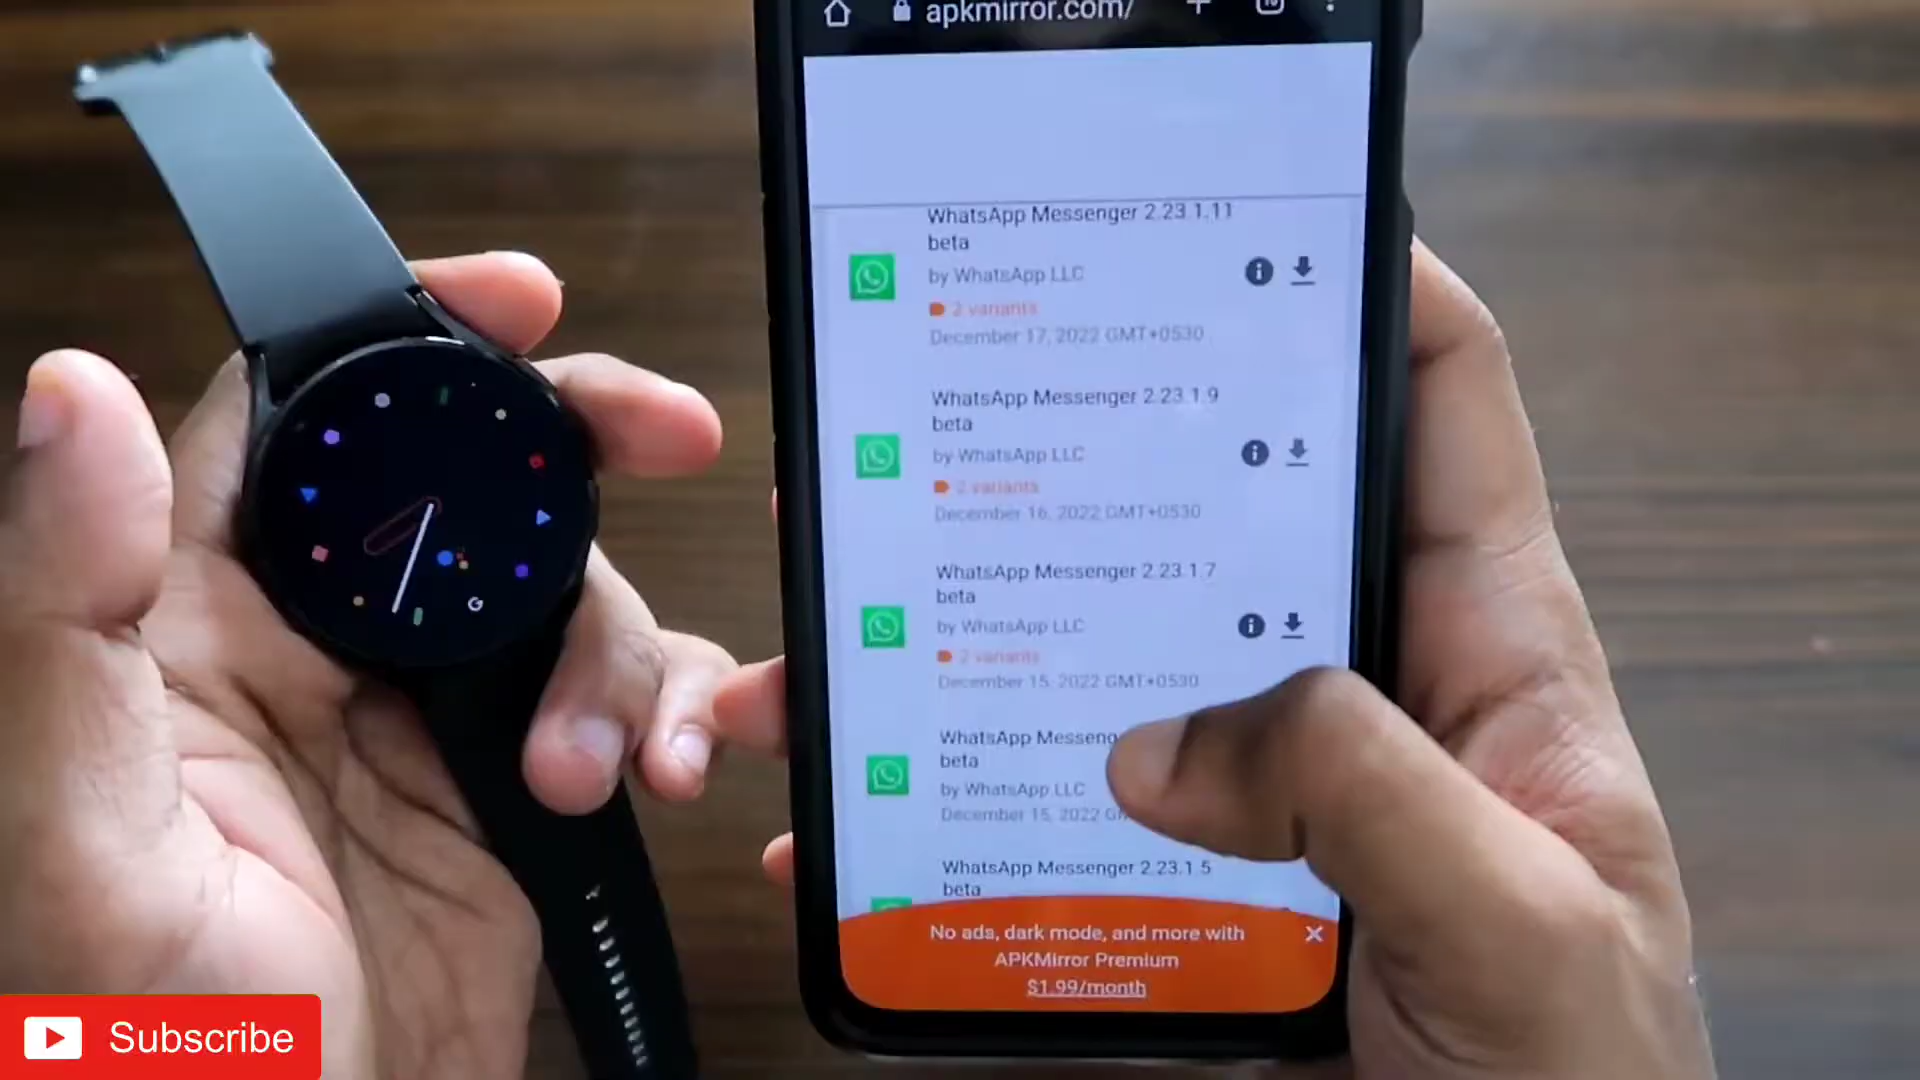 apkmirror.com/
WhatsApp Messenger 2.23.1.11
beta
by WhatsApp LLC
2 variants
December 17, 2022 GMT+0530
WhatsApp Messenger 2.23.1.9
beta
by WhatsApp LLC
2 variants
December 16, 2022 GMT+0530
WhatsApp Messenger 2.23.1.7
beta
by WhatsApp LLC
2 variants
December 15, 2022 GMT+0530
WhatsApp Messeng
beta
by WhatsApp LLC
December 15, 2022 GM
WhatsApp Messenger 2.23.1.5
beta
No ads, dark mode, and more with
APKMirror Premium
$1.99/month
Subscribe